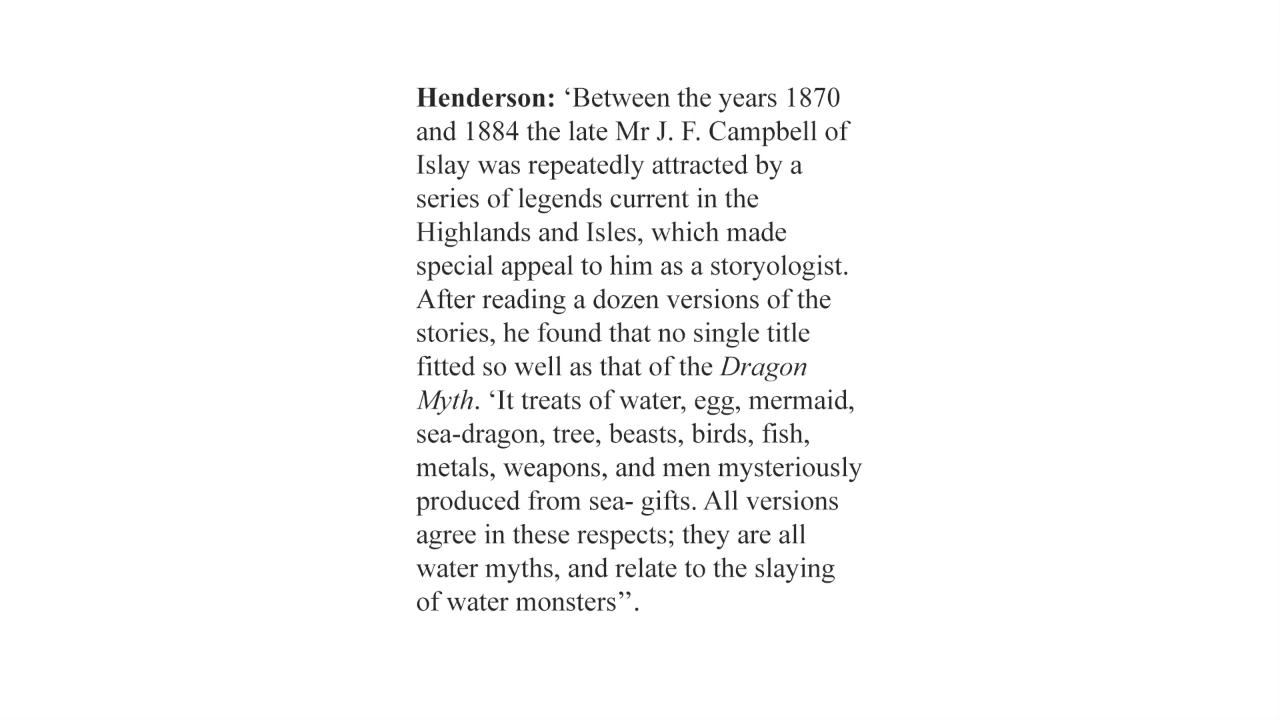 Henderson: ‘Between the years 1870
and 1884 the late Mr J. F. Campbell of
Islay was repeatedly attracted by a
series of legends current in the
Highlands and Isles, which made
special appeal to him as a storyologist.
After reading a dozen versions of the
stories, he found that no single title
fitted so well as that of the Dragon
Myth. ‘It treats of water, egg, mermaid,
sea-dragon, tree, beasts, birds, fish,
metals, weapons, and men mysteriously
produced from sea- gifts. All versions
agree in these respects; they are all
water myths, and relate to the slaying
of water monsters’’.